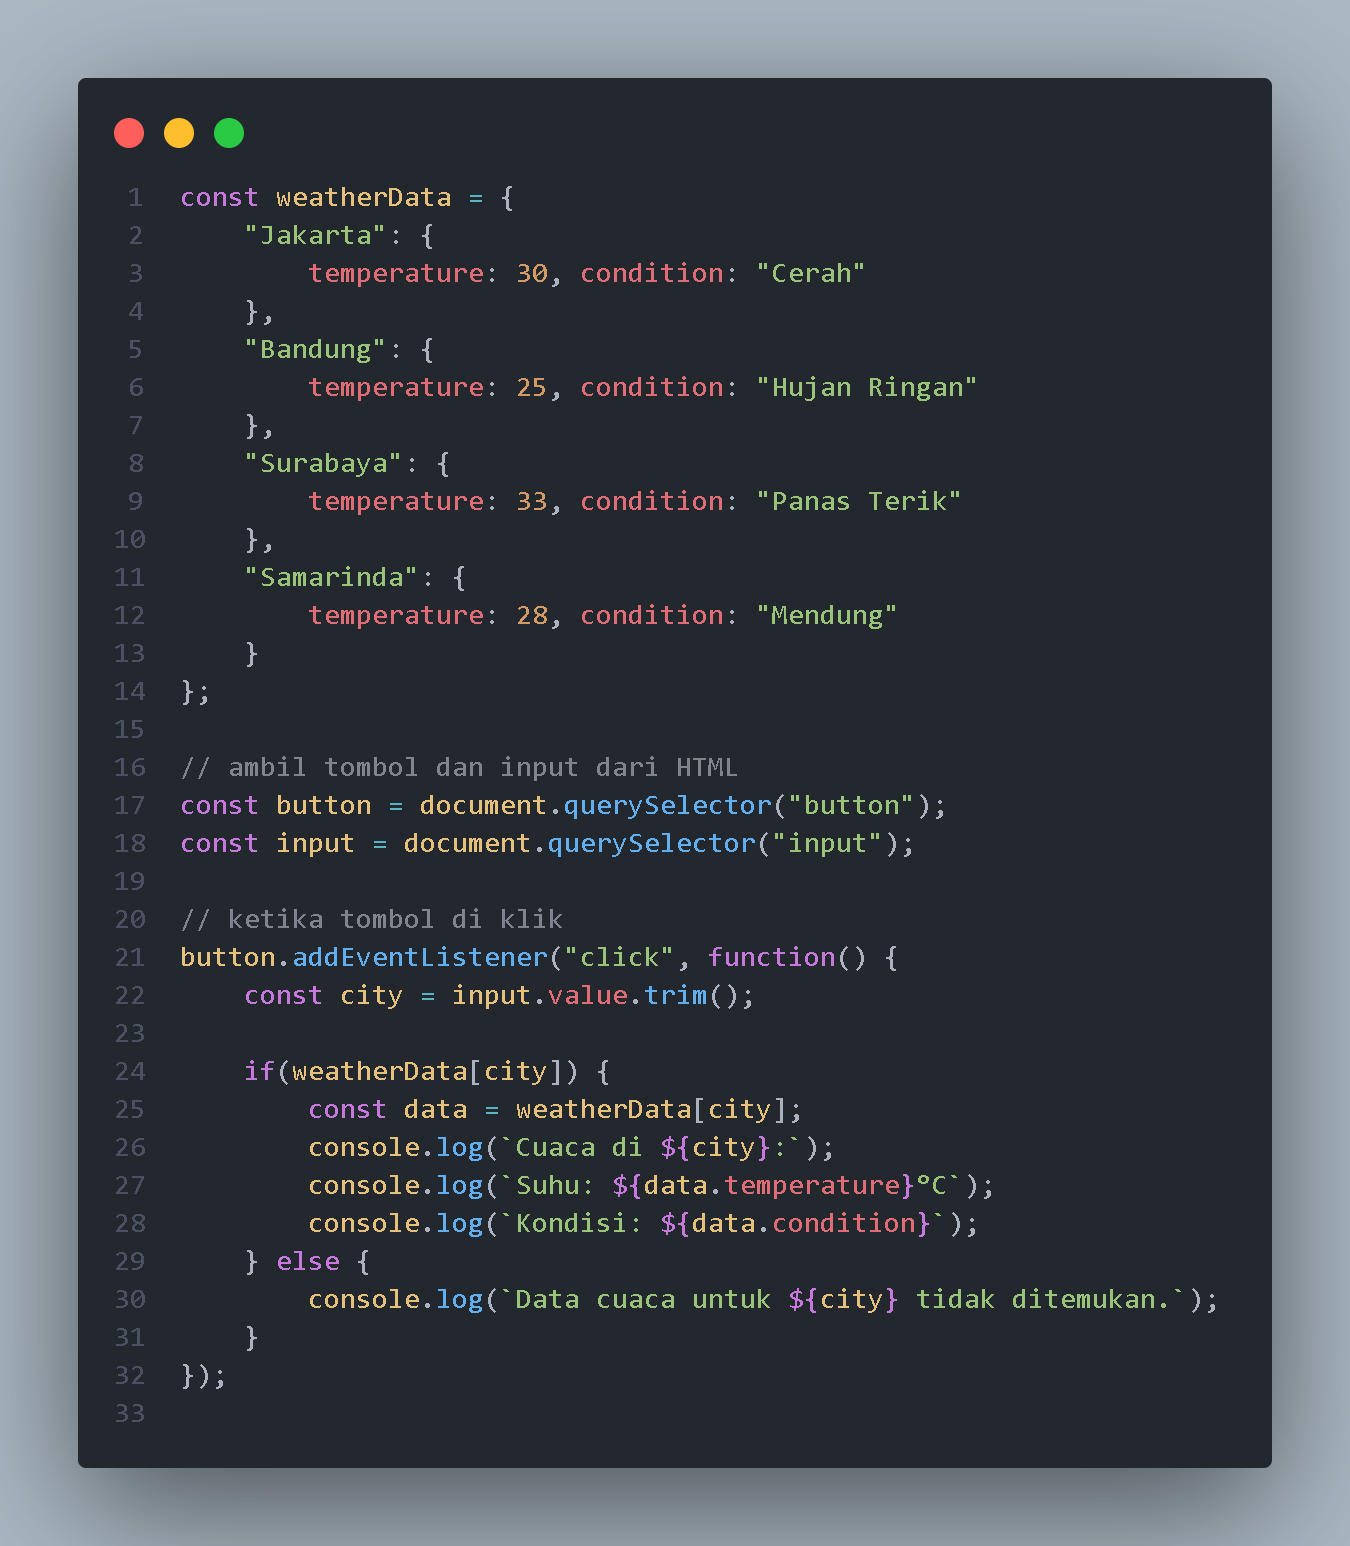 1 const weatherData = {
2     "Jakarta": {
3         temperature: 30, condition: "Cerah"
4     },
5     "Bandung": {
6         temperature: 25, condition: "Hujan Ringan"
7     },
8     "Surabaya": {
9         temperature: 33, condition: "Panas Terik"
10     },
11     "Samarinda": {
12         temperature: 28, condition: "Mendung"
13     }
14 };
15
16 // ambil tombol dan input dari HTML
17 const button = document.querySelector("button");
18 const input = document.querySelector("input");
19
20 // ketika tombol di klik
21 button.addEventListener("click", function() {
22     const city = input.value.trim();
23
24     if(weatherData[city]) {
25         const data = weatherData[city];
26         console.log(`Cuaca di ${city}:`);
27         console.log(`Suhu: ${data.temperature}°C`);
28         console.log(`Kondisi: ${data.condition}`);
29     } else {
30         console.log(`Data cuaca untuk ${city} tidak ditemukan.`);
31     }
32 });
33